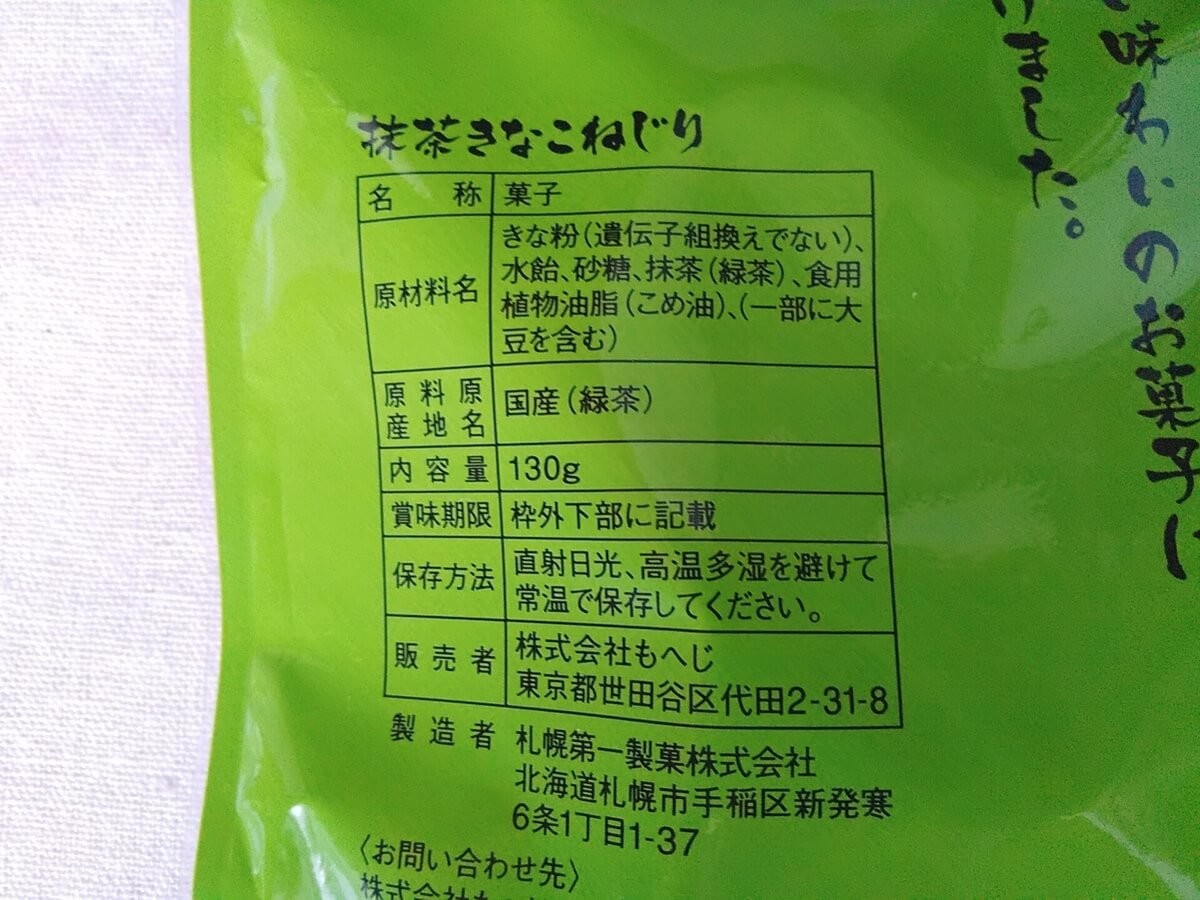 味わいのお菓子に
けました。
抹茶きなこねじり
名称 菓子
原材料名 きな粉(遺伝子組換えでない)、
水飴、砂糖、抹茶(緑茶)、食用
植物油脂(こめ油)、(一部に大
豆を含む)
原料原
産地名 国産(緑茶)
内容量 130g
賞味期限 枠外下部に記載
保存方法 直射日光、高温多湿を避けて
常温で保存してください。
販売者 株式会社もへじ
東京都世田谷区代田2-31-8
製造者 札幌第一製菓株式会社
北海道札幌市手稲区新発寒
6条1丁目1-37
〈お問い合わせ先〉
株式会社も